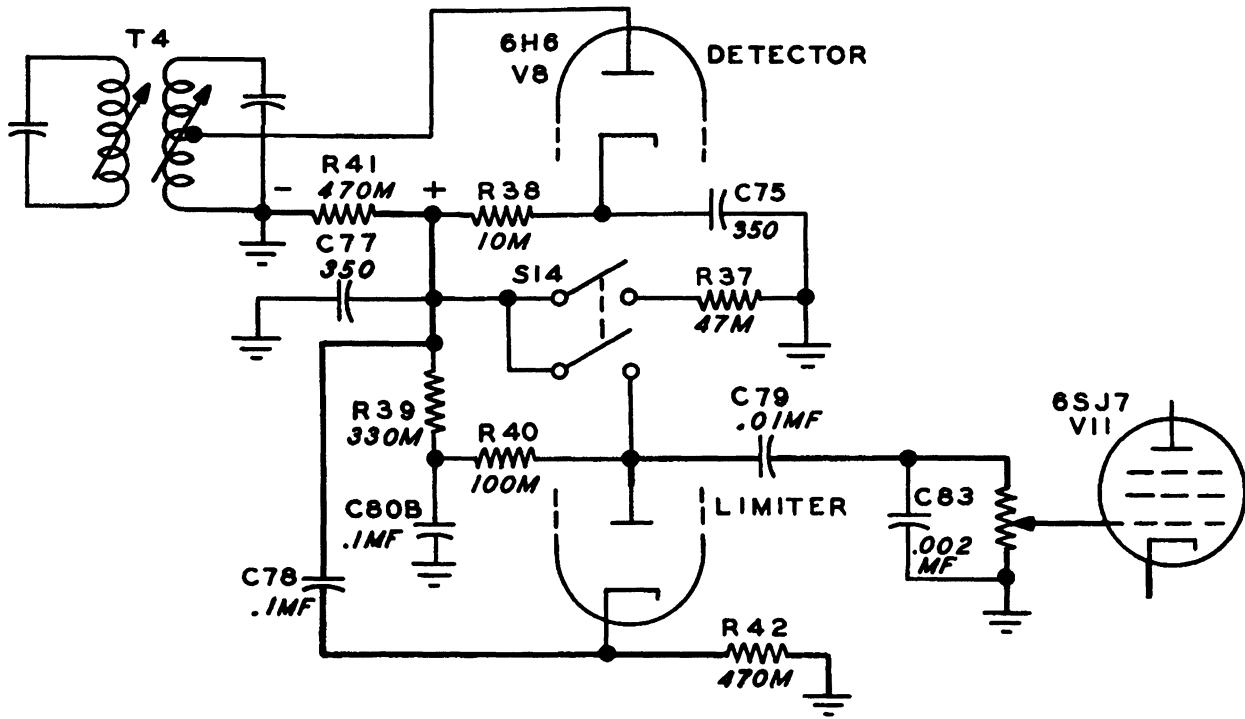 T4
6H6
V8
DETECTOR
R41
470M
-
+
R38
10M
C75
350
C77
350
S14
R37
47M
R39
330M
R40
100M
C79
.01MF
6SJ7
V11
C80B
.1MF
LIMITER
C83
.002
MF
C78
.1MF
R42
470M